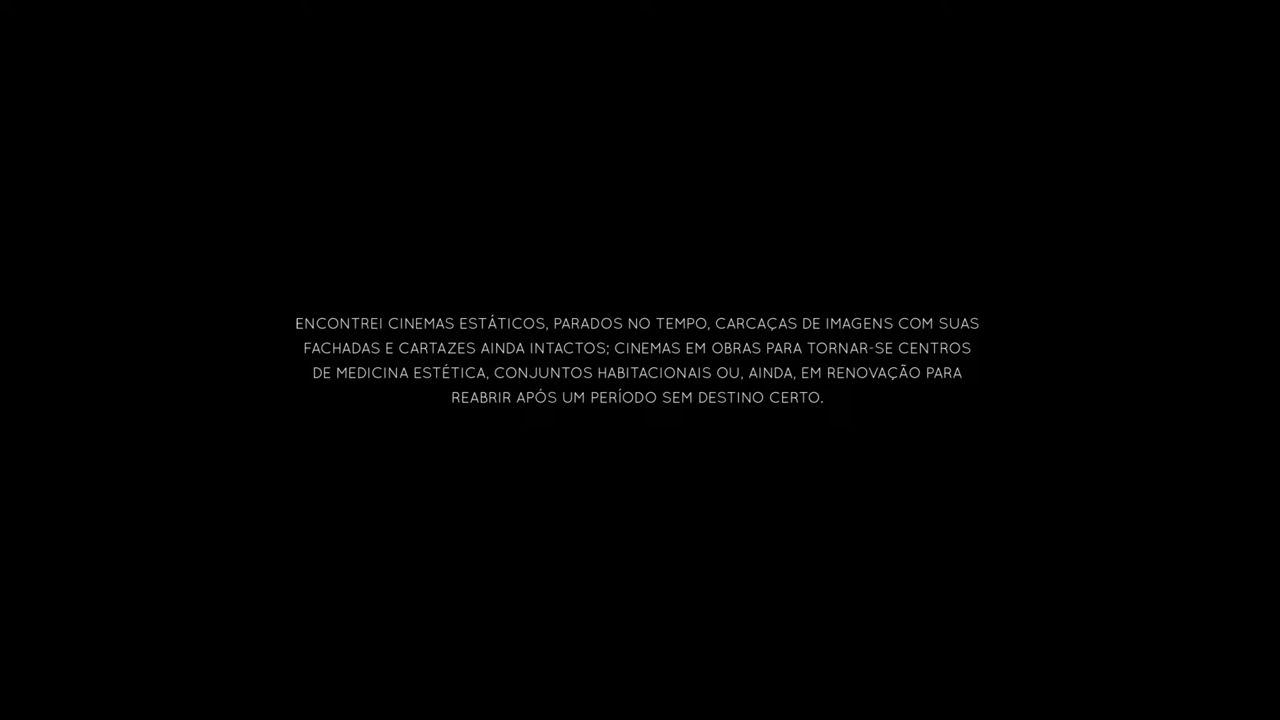 ENCONTREI CINEMAS ESTÁTICOS, PARADOS NO TEMPO, CARCAÇAS DE IMAGENS COM SUAS
FACHADAS E CARTAZES AINDA INTACTOS; CINEMAS EM OBRAS PARA TORNAR-SE CENTROS
DE MEDICINA ESTÉTICA, CONJUNTOS HABITACIONAIS OU, AINDA, EM RENOVAÇÃO PARA
REABRIR APÓS UM PERÍODO SEM DESTINO CERTO.